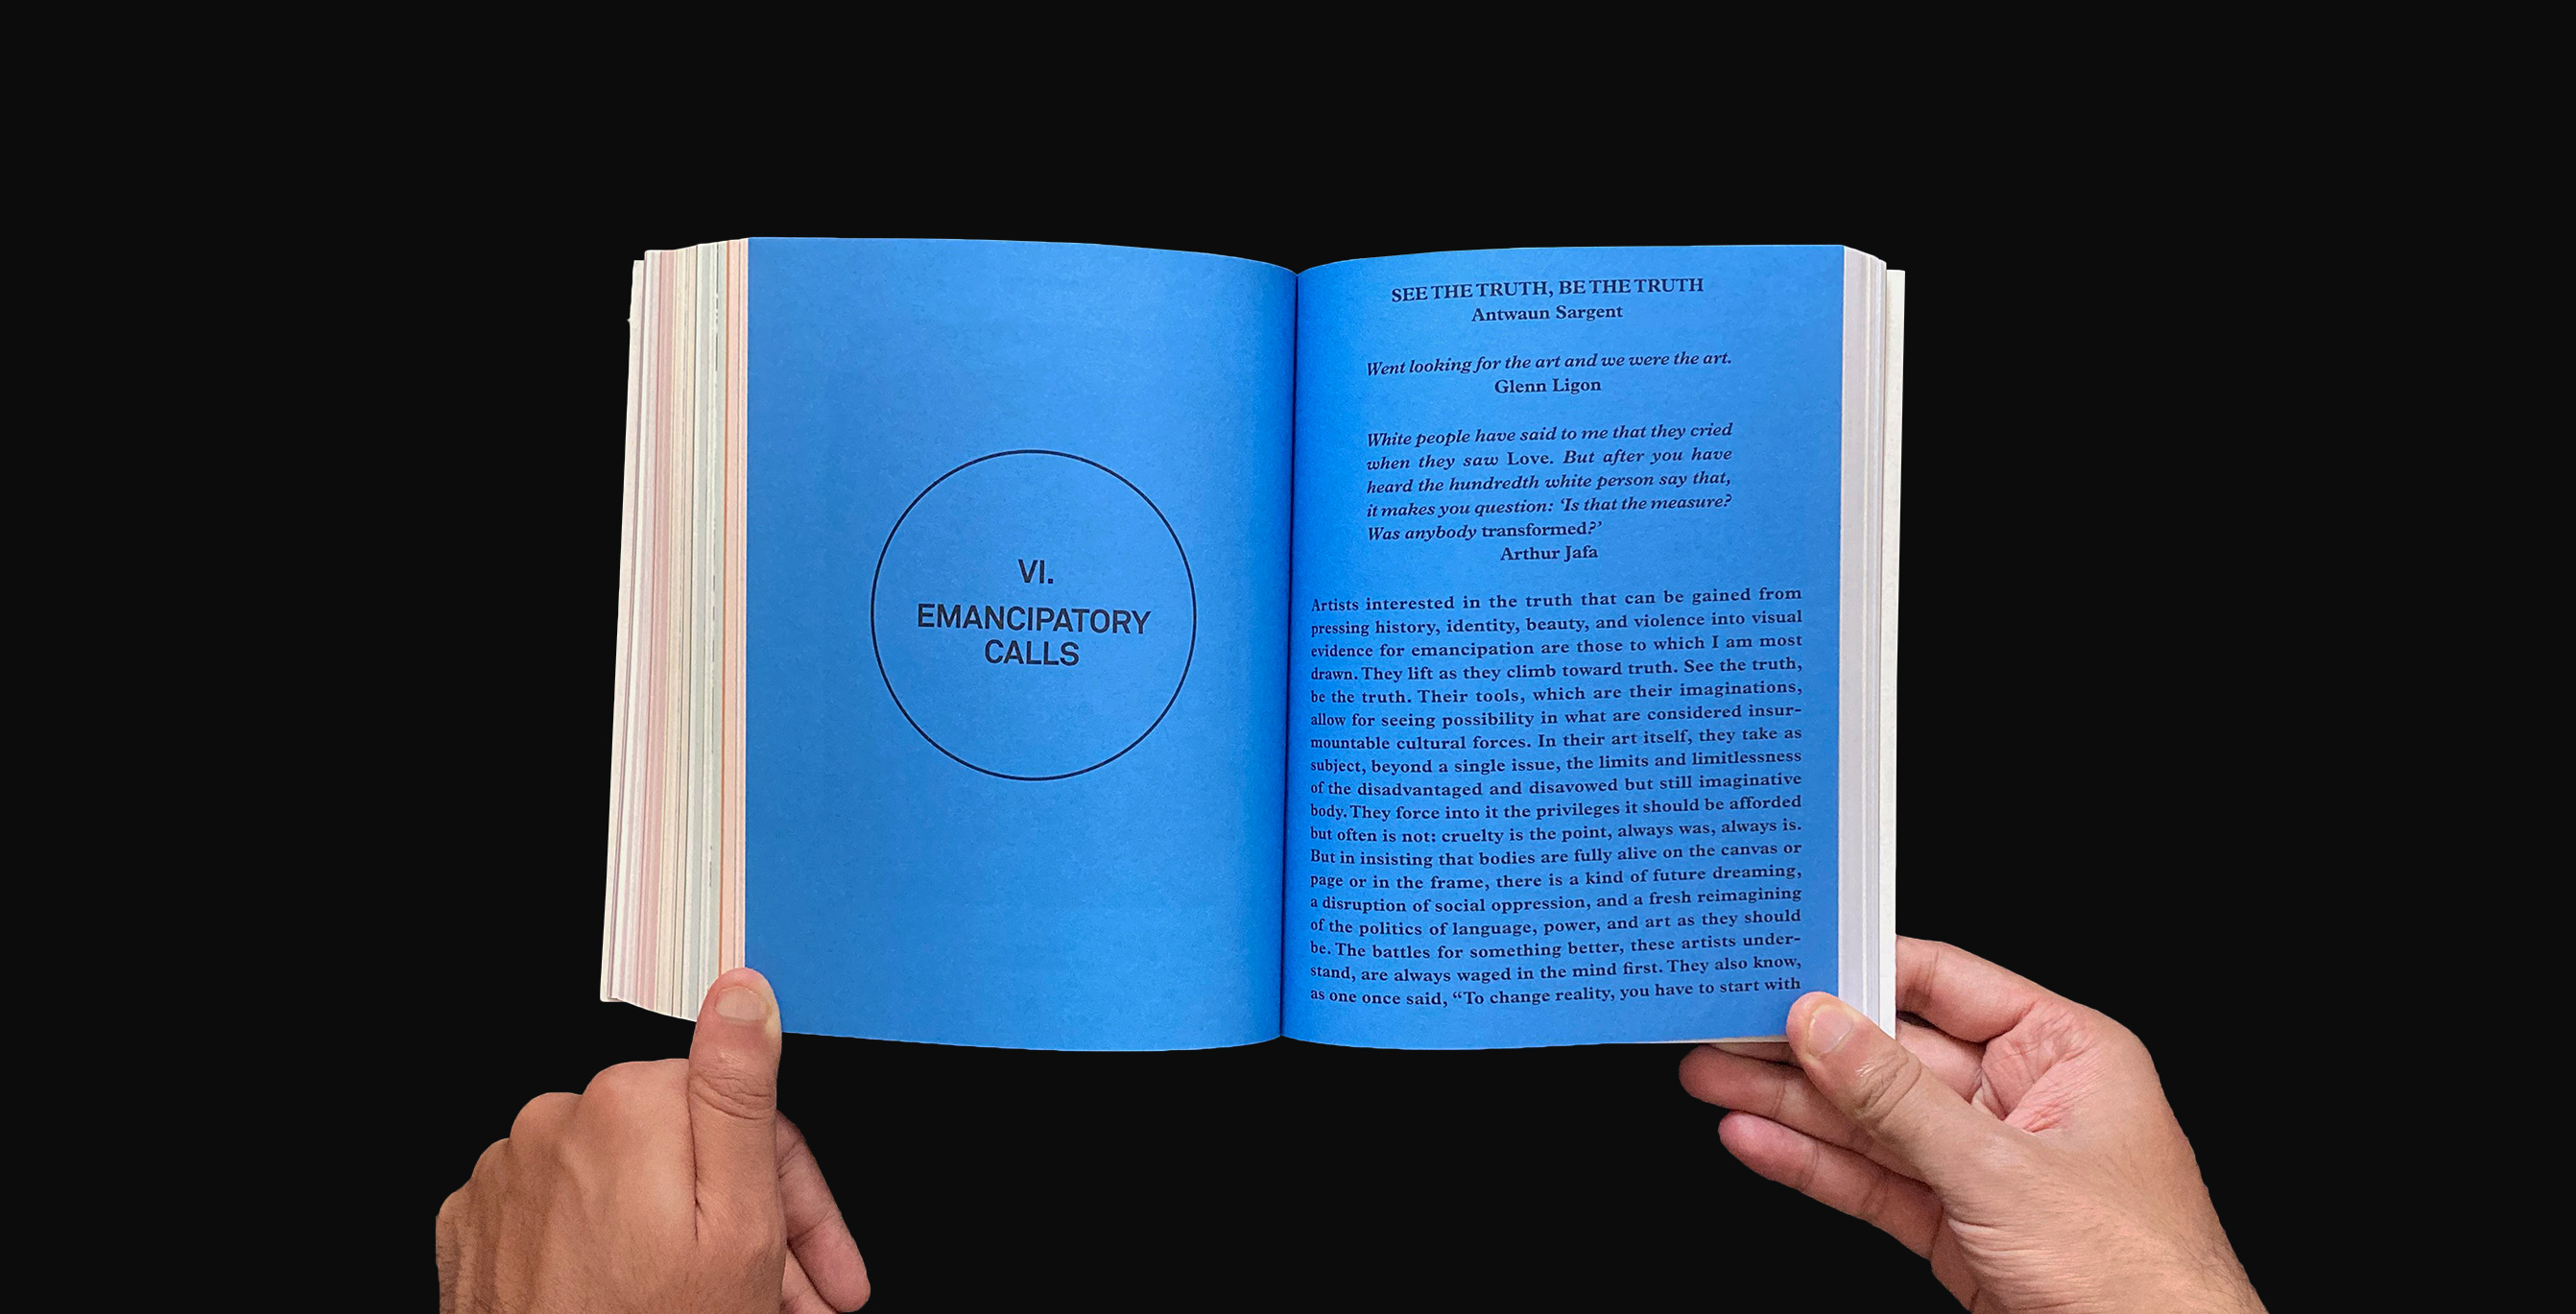 VI.
EMANCIPATORY
CALLS
SEE THE TRUTH, BE THE TRUTH
Antwaun Sargent
Went looking for the art and we were the art.
Glenn Ligon
White people have said to me that they cried
when they saw Love. But after you have
heard the hundredth white person say that,
it makes you question: ‘Is that the measure?
Was anybody transformed?’
Arthur Jafa
Artists interested in the truth that can be gained from
pressing history, identity, beauty, and violence into visual
evidence for emancipation are those to which I am most
drawn. They lift as they climb toward truth. See the truth,
be the truth. Their tools, which are their imaginations,
allow for seeing possibility in what are considered insur-
mountable cultural forces. In their art itself, they take as
subject, beyond a single issue, the limits and limitlessness
of the disadvantaged and disavowed but still imaginative
body. They force into it the privileges it should be afforded
but often is not: cruelty is the point, always was, always is.
But in insisting that bodies are fully alive on the canvas or
page or in the frame, there is a kind of future dreaming,
a disruption of social oppression, and a fresh reimagining
of the politics of language, power, and art as they should
be. The battles for something better, these artists under-
stand, are always waged in the mind first. They also know,
as one once said, “To change reality, you have to start with